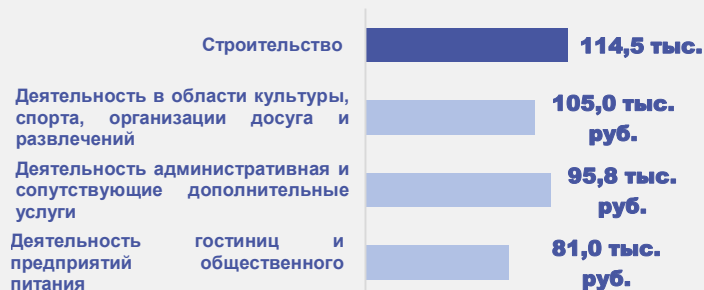 Строительство
114,5 тыс.
Деятельность в области культуры,
спорта, организации досуга и
развлечений
105,0 тыс.
руб.
Деятельность административная и
сопутствующие дополнительные
услуги
95,8 тыс.
руб.
Деятельность гостиниц и
предприятий общественного
питания
81,0 тыс.
руб.